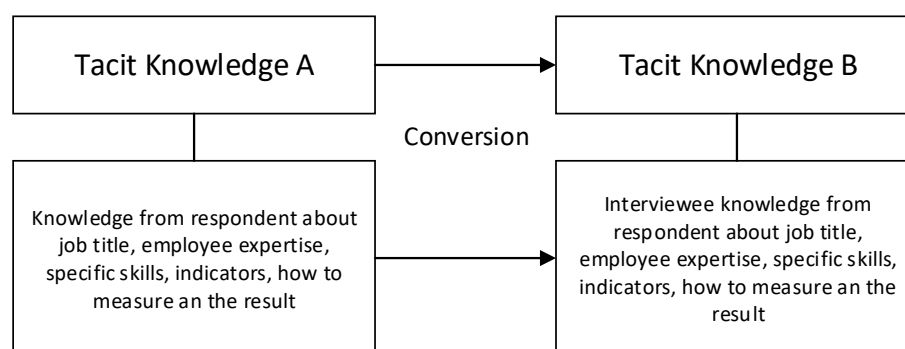 Tacit Knowledge A
Tacit Knowledge B
Conversion
Knowledge from respondent about
job title, employee expertise,
specific skills, indicators, how to
measure an the result
Interviewee knowledge from
respondent about job title,
employee expertise, specific skills,
indicators, how to measure an the
result